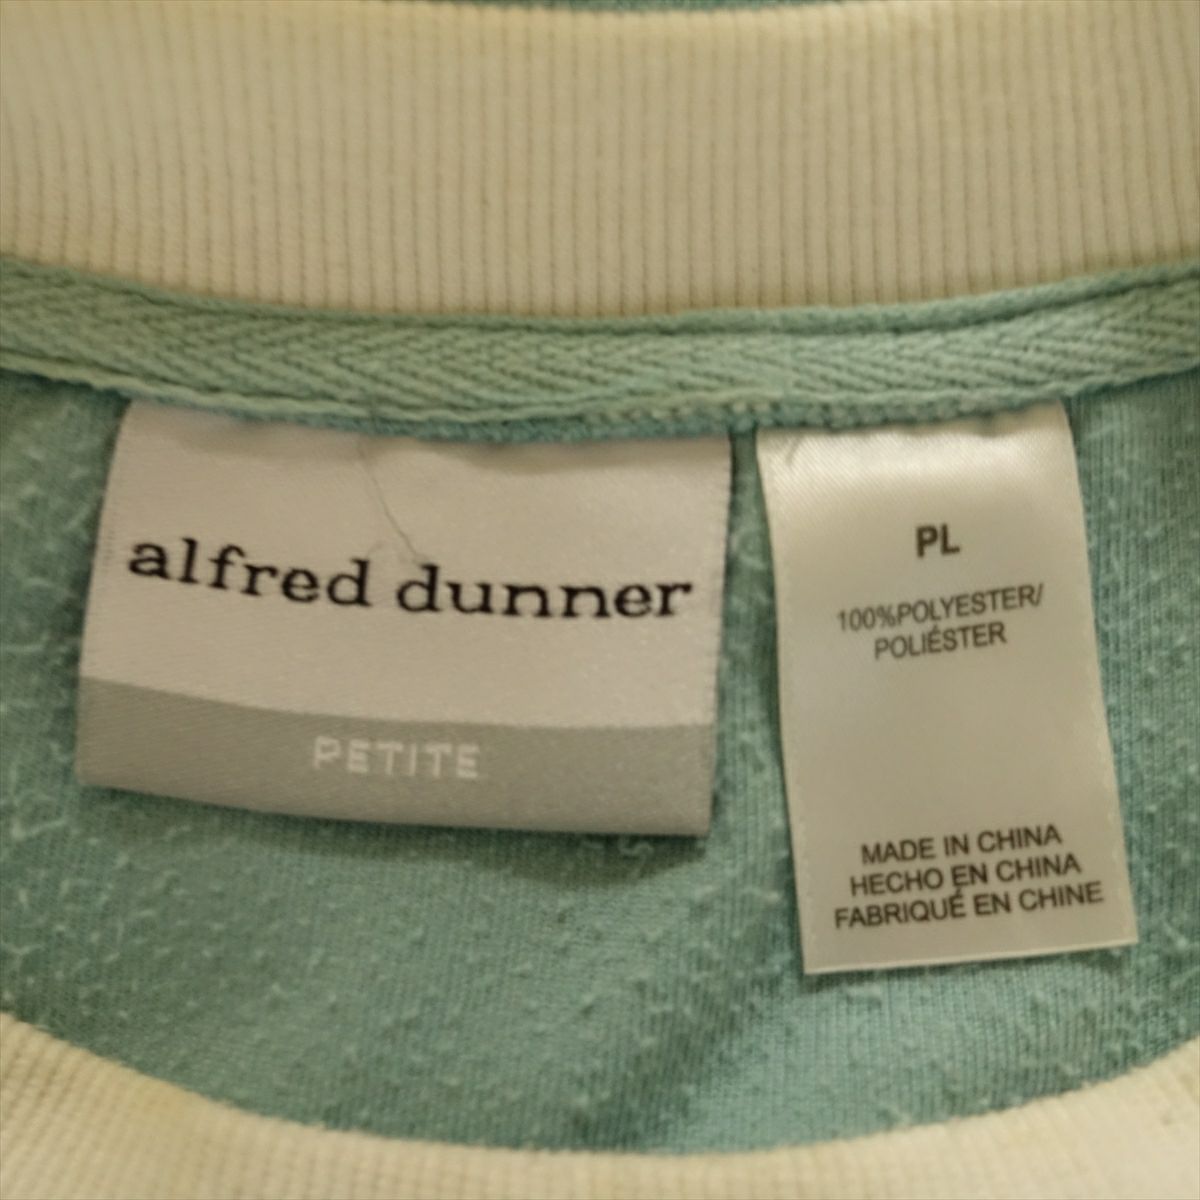 alfred dunner
PETITE
PL
100%POLYESTER/
POLIÉSTER
MADE IN CHINA
HECHO EN CHINA
FABRIQUÉ EN CHINE